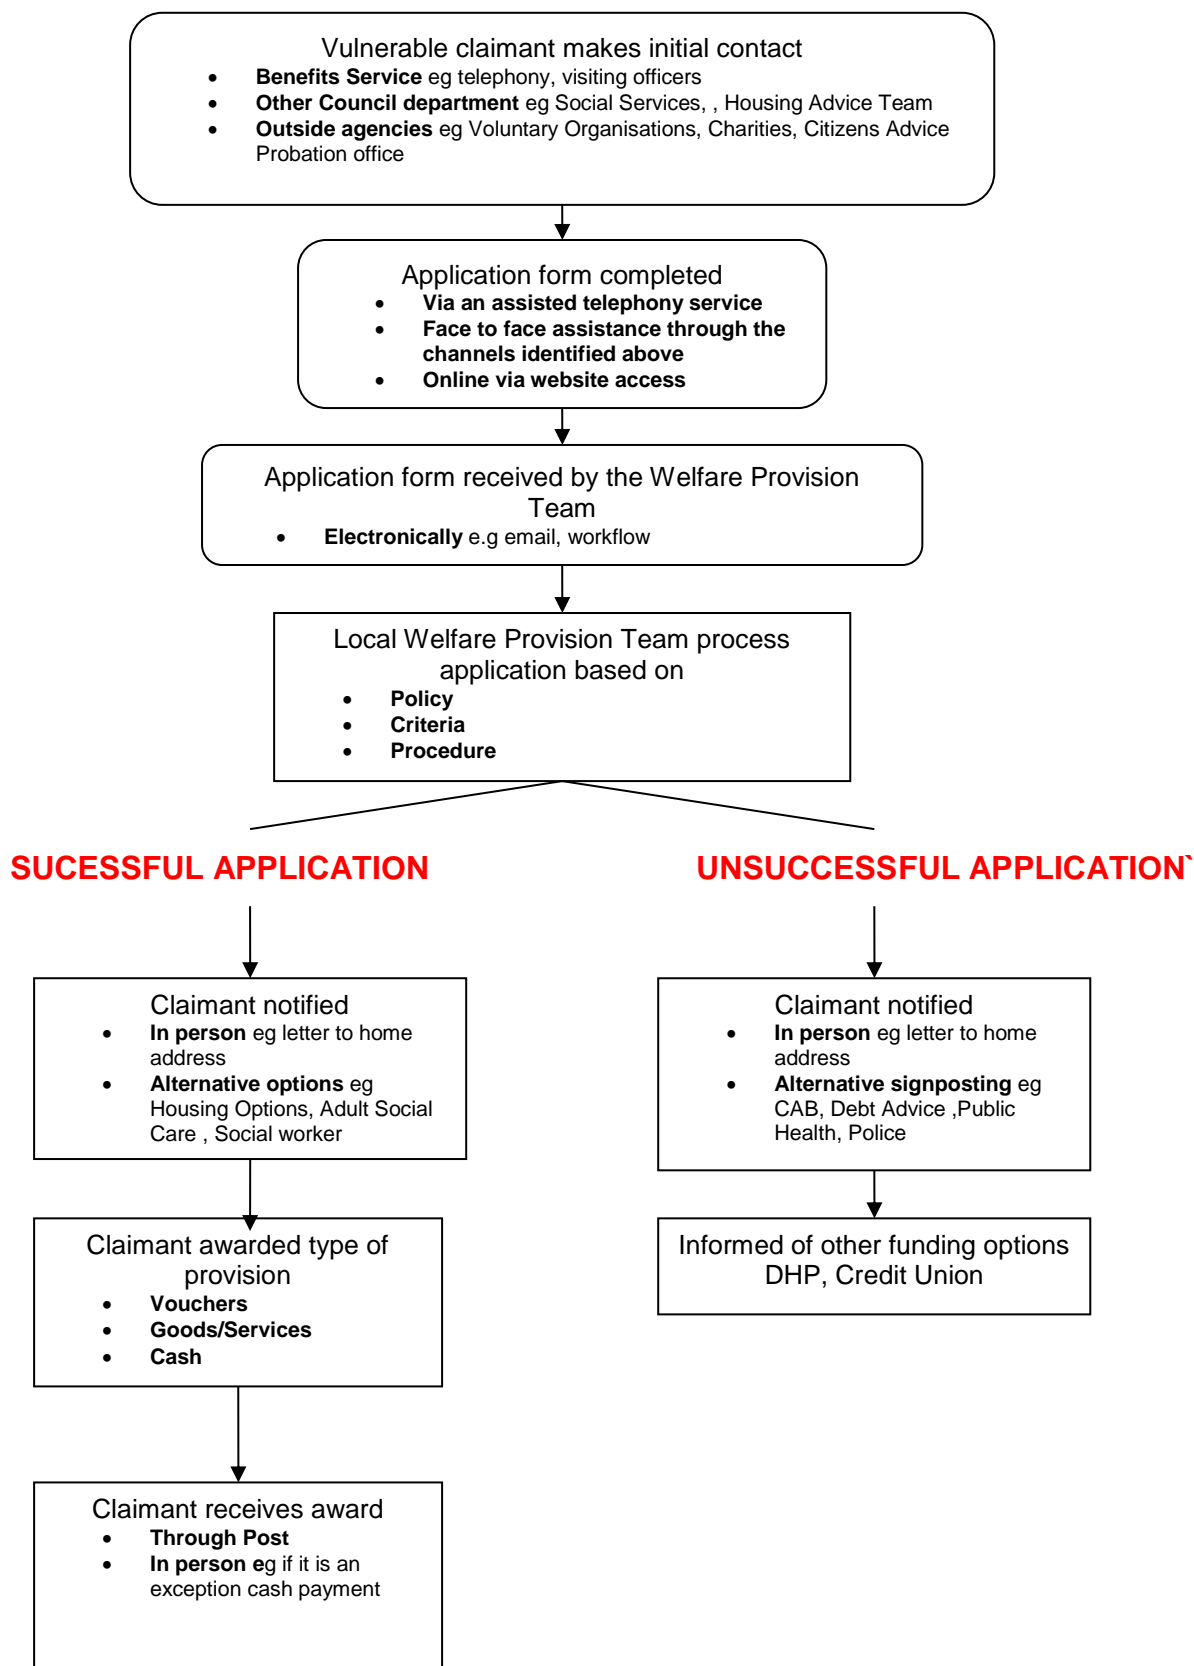 Vulnerable claimant makes initial contact
• Benefits Service eg telephony, visiting officers
• Other Council department eg Social Services, , Housing Advice Team
• Outside agencies eg Voluntary Organisations, Charities, Citizens Advice
Probation office
Application form completed
• Via an assisted telephony service
• Face to face assistance through the
channels identified above
• Online via website access
Application form received by the Welfare Provision
Team
• Electronically e.g email, workflow
Local Welfare Provision Team process
application based on
• Policy
• Criteria
• Procedure
SUCESSFUL APPLICATION
UNSUCCESSFUL APPLICATION`
Claimant notified
• In person eg letter to home
address
• Alternative options eg
Housing Options, Adult Social
Care , Social worker
Claimant notified
• In person eg letter to home
address
• Alternative signposting eg
CAB, Debt Advice ,Public
Health, Police
Claimant awarded type of
provision
• Vouchers
• Goods/Services
• Cash
Informed of other funding options
DHP, Credit Union
Claimant receives award
• Through Post
• In person eg if it is an
exception cash payment